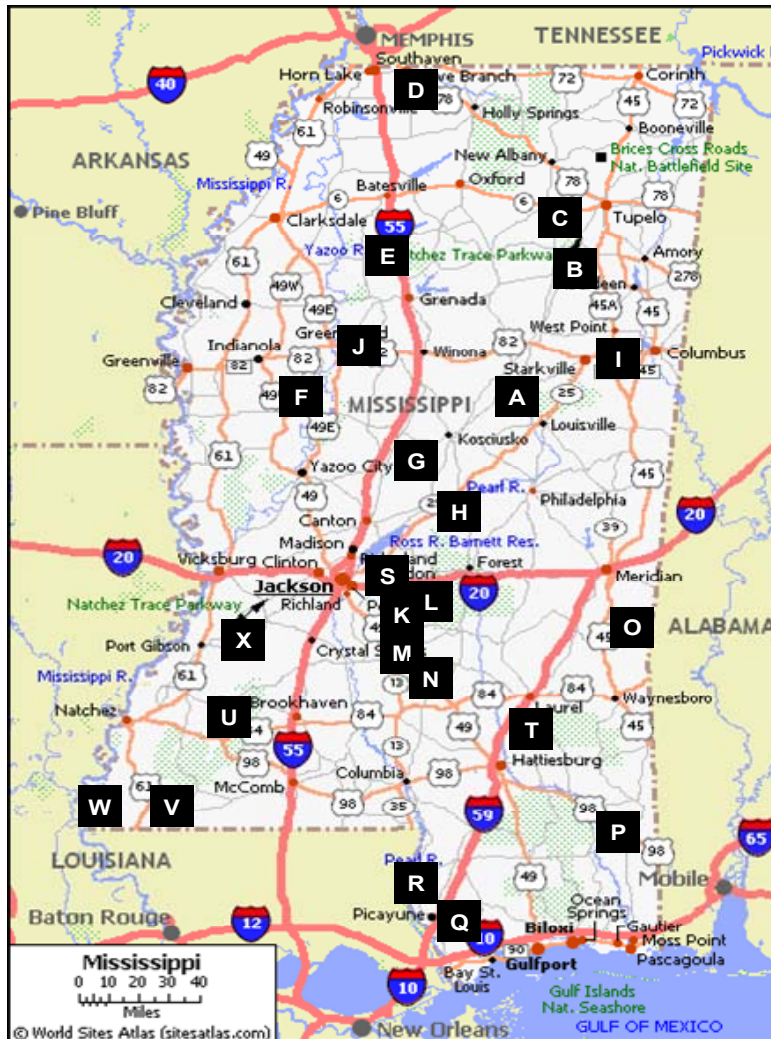 TENNESSEE
MEMPHIS
Southaven
Pickwick
Horn Lake
Branch
72
Corinth
40
D
78
Holly Springs
45
72
Robinsonville
61
Booneville
49
ARKANSAS
New Albany
Brices Cross Roads
Nat. Battlefield Site
Mississippi R.
Oxford
78
6
Batesville
6
78
Pine Bluff
C
Tupelo
Clarksdale
55
Yazoo
E
Natchez Trace Parkway
Amory
61
B
278
49W
Cleveland
49E
Grenada
45A
45
West Point
Indianola
J
82
82
82
Winona
82
I
Columbus
Greenville
Starkville
45
82
F
A
25
MISSISSIPPI
49E
Kosciusko
Louisville
61
G
Yazoo City
45
Pearl R.
49
H
Philadelphia
Canton
20
39
Madison
Ross R. Barnett Res.
20
Vicksburg
Clinton
S
Forest
Meridian
Jackson
L
20
Natchez Trace Parkway
Richland
K
X
O
ALABAMA
Port Gibson
Crystal
M
Mississippi R.
61
13
N
84
84
Waynesboro
Natchez
U
Brookhaven
84
Laurel
49
T
45
55
13
98
Hattiesburg
Columbia
98
61
McComb
W
V
98
35
59
98
P
98
LOUISIANA
65
Pearl R.
R
49
Mobile
Baton Rouge
12
Picayune
Q
10
Biloxi
Ocean
Springs
Gautier
Moss Point
90
Gulfport
Pascagoula
Bay St.
Louis
10
Mississippi
0 20 40
Miles
Gulf Islands
Nat. Seashore
© World Sites Atlas (sitesatlas.com)
New Orleans
GULF OF MEXICO